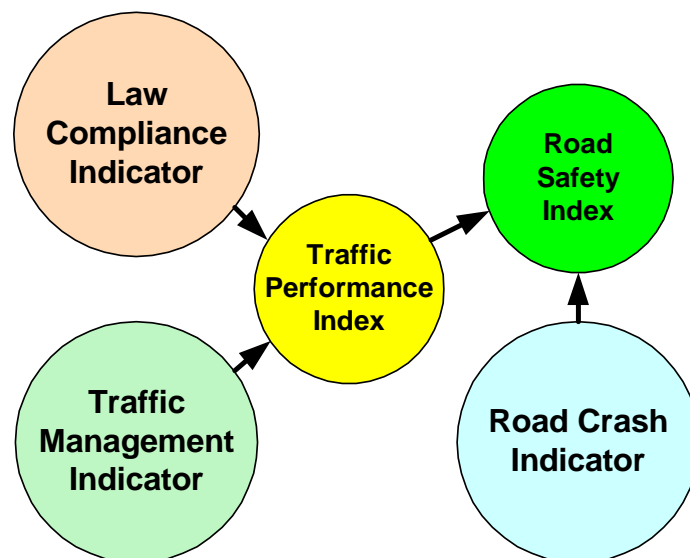 Law
Compliance
Indicator
Road
Safety
Index
Traffic
Performance
Index
Traffic
Management
Indicator
Road Crash
Indicator